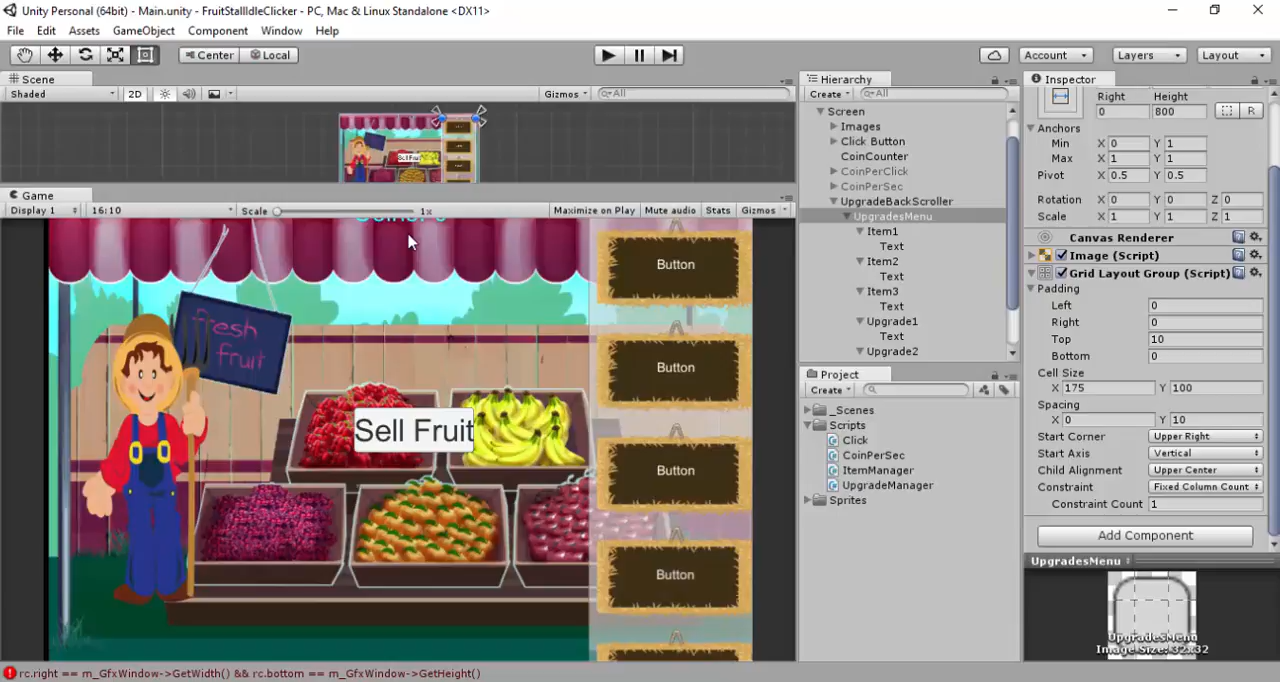 Unity Personal (64bit) - Main.unity - FruitStallIdleClicker - PC, Mac & Linux Standalone <DX11>
File Edit Assets GameObject Component Window Help
Center Local Account Layers Layout
Scene
Shaded 2D Gizmos All
Game
Display 1 16:10 Scale 1x Maximize on Play Mute audio Stats Gizmos
fresh
fruit
Sell Fruit
Button
Button
Button
Button
Hierarchy
Create All
Screen
Images
Click Button
CoinCounter
CoinPerClick
CoinPerSec
UpgradeBackScroller
UpgradesMenu
Item1
Text
Item2
Text
Item3
Text
Upgrade1
Text
Upgrade2
Project
Create
_Scenes
Scripts
Click
CoinPerSec
ItemManager
UpgradeManager
Sprites
Inspector
Right Height
0 800 R
Anchors
Min X 0 Y 1
Max X 1 Y 1
Pivot X 0.5 Y 0.5
Rotation X 0 Y 0 Z 0
Scale X 1 Y 1 Z 1
Canvas Renderer
Image (Script)
Grid Layout Group (Script)
Padding
Left 0
Right 0
Top 10
Bottom 0
Cell Size
X 175 Y 100
Spacing
X 0 Y 10
Start Corner Upper Right
Start Axis Vertical
Child Alignment Upper Center
Constraint Fixed Column Count
Constraint Count 1
Add Component
UpgradesMenu
UpgradesMenu
Image Size: 32x32
rc.right == m_GfxWindow->GetWidth() && rc.bottom == m_GfxWindow->GetHeight()